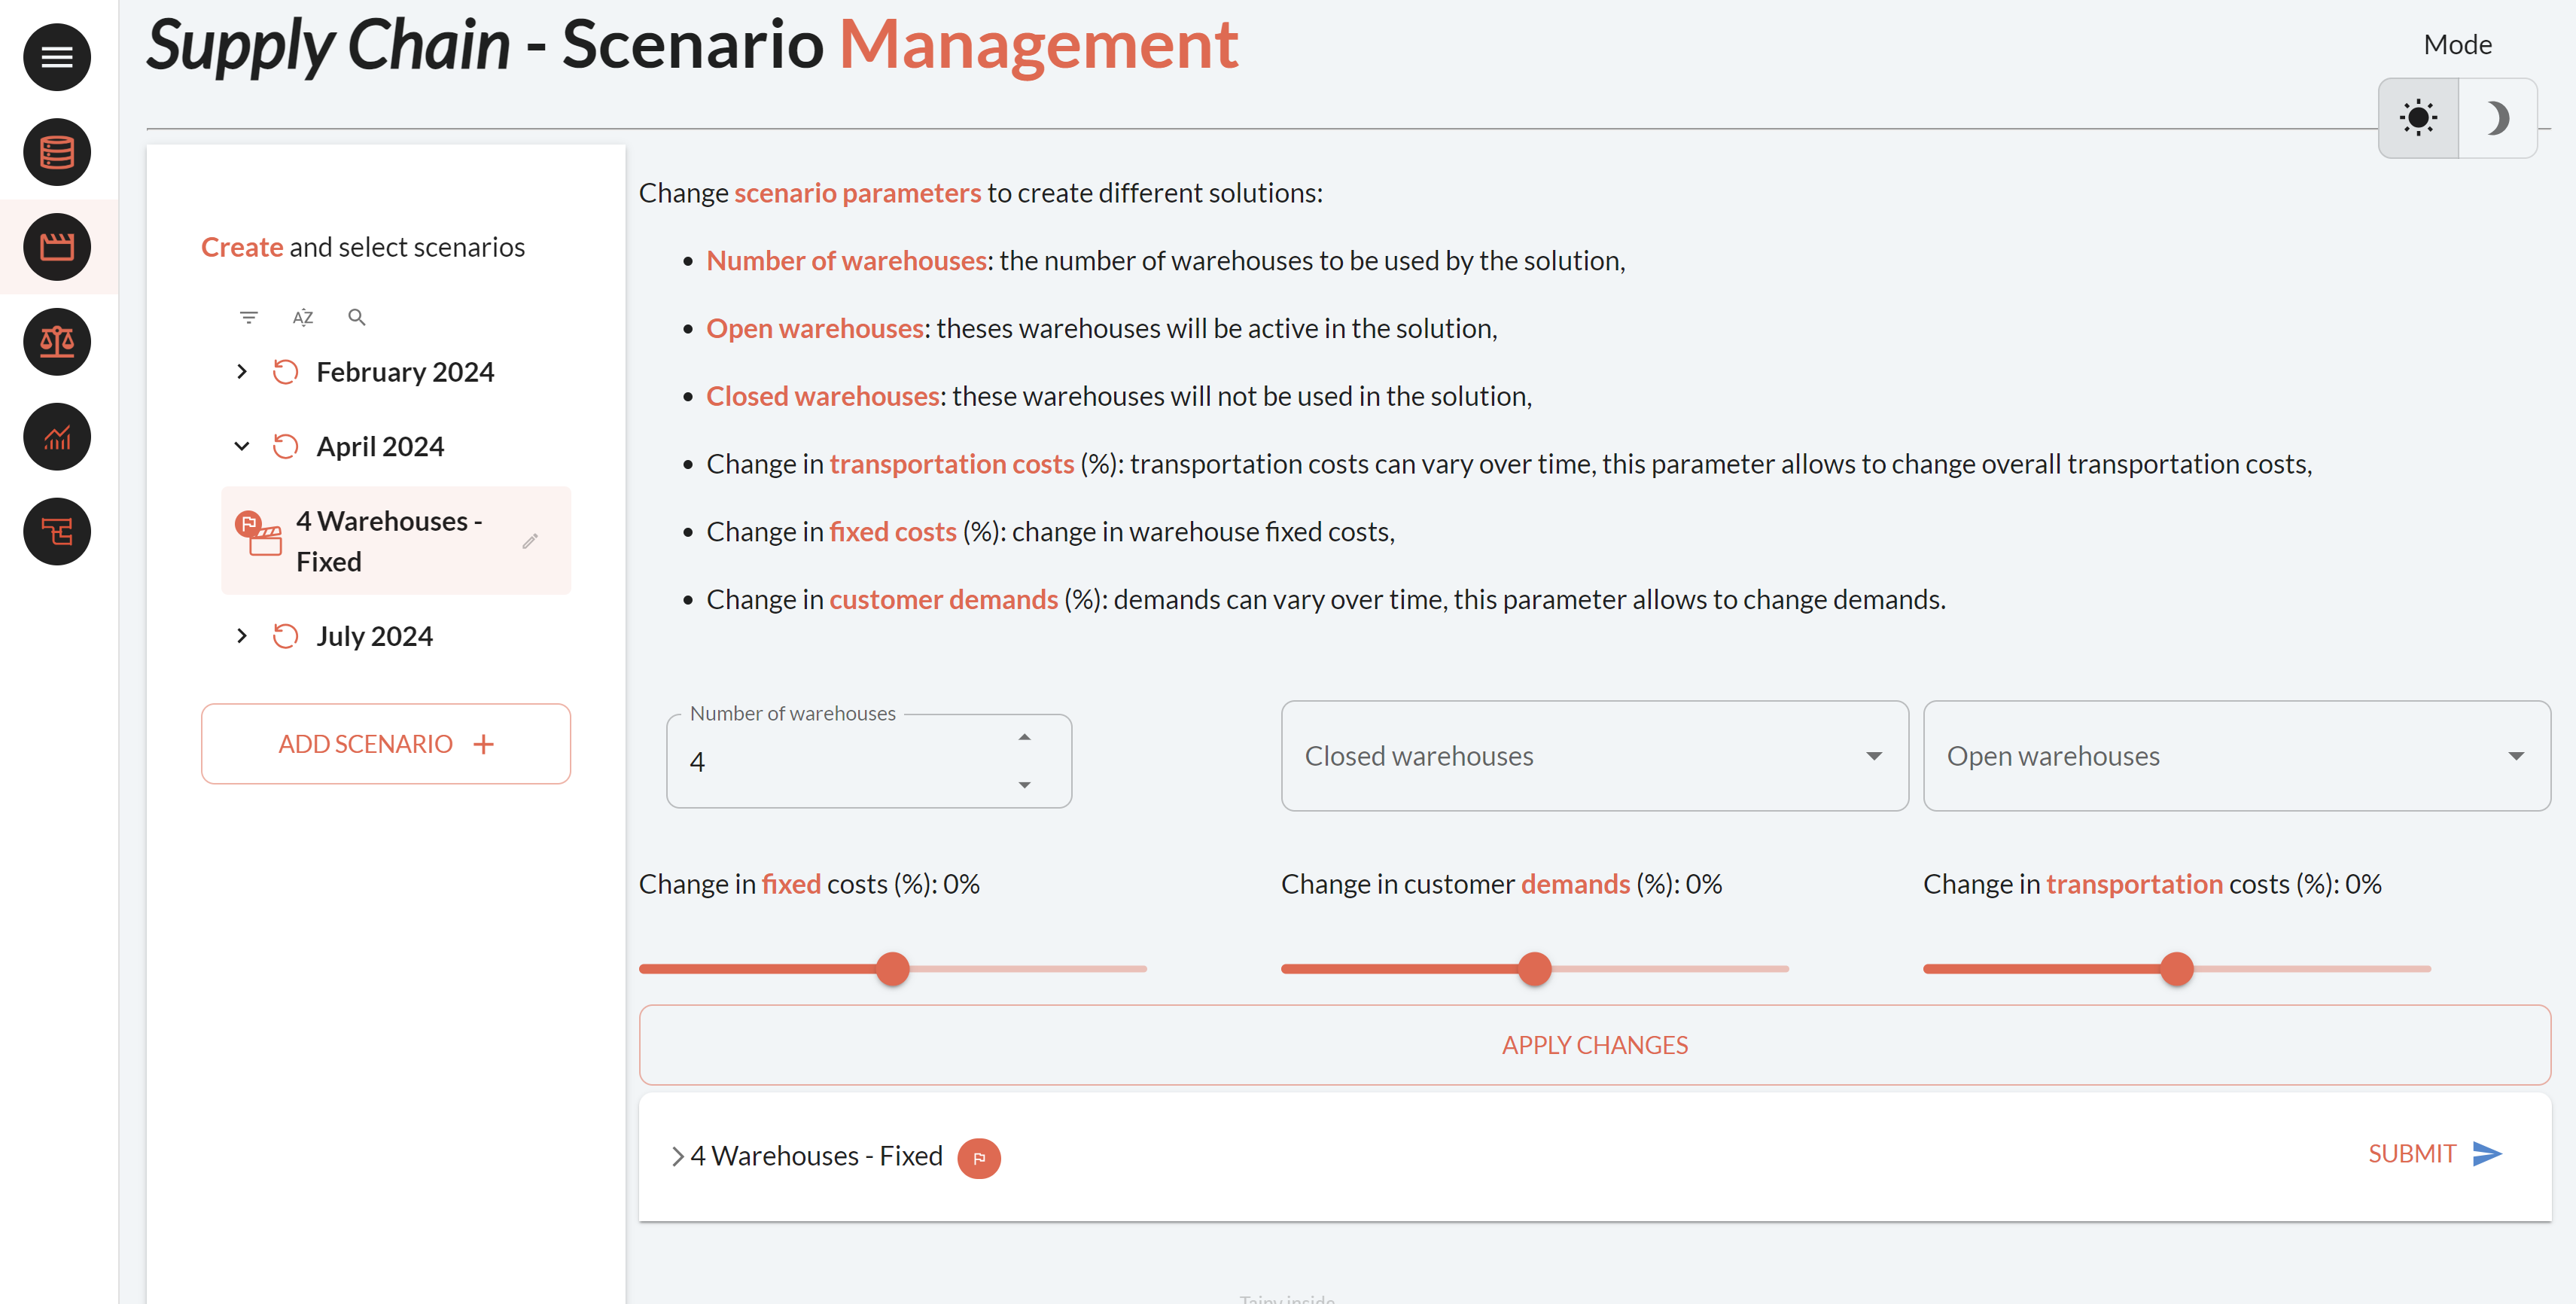 Supply Chain - Scenario Management
Mode
Create and select scenarios
AZ
February 2024
April 2024
4 Warehouses -
Fixed
July 2024
ADD SCENARIO +
Change scenario parameters to create different solutions:
• Number of warehouses: the number of warehouses to be used by the solution,
• Open warehouses: theses warehouses will be active in the solution,
• Closed warehouses: these warehouses will not be used in the solution,
• Change in transportation costs (%): transportation costs can vary over time, this parameter allows to change overall transportation costs,
• Change in fixed costs (%): change in warehouse fixed costs,
• Change in customer demands (%): demands can vary over time, this parameter allows to change demands.
Number of warehouses
4
Closed warehouses
Open warehouses
Change in fixed costs (%): 0%
Change in customer demands (%): 0%
Change in transportation costs (%): 0%
APPLY CHANGES
4 Warehouses - Fixed
SUBMIT
Taipy inside